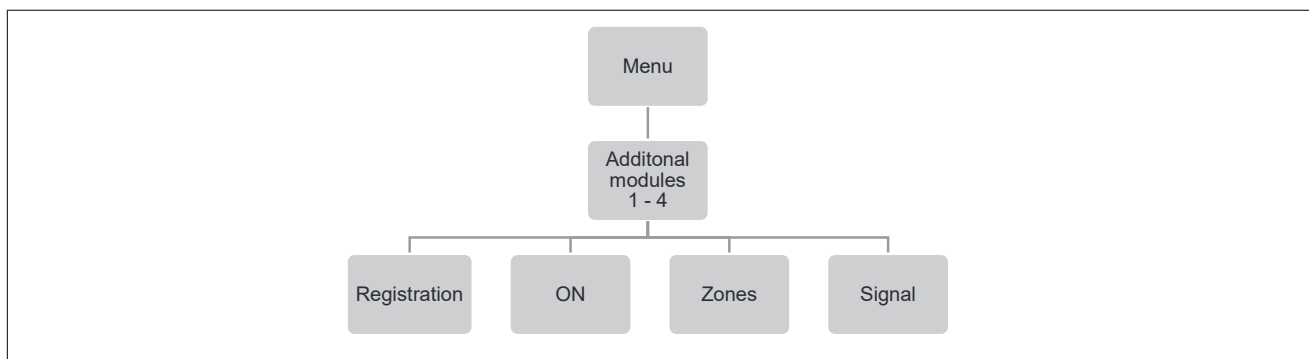 Menu
Additonal
modules
1 - 4
Registration
ON
Zones
Signal